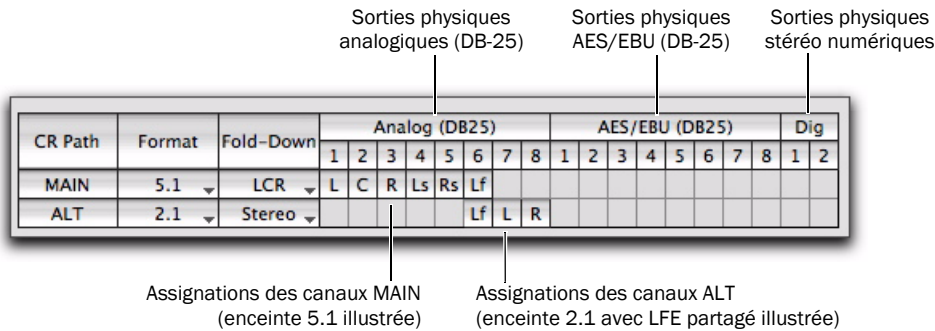 Sorties physiques
analogiques (DB-25)
Sorties physiques
AES/EBU (DB-25)
Sorties physiques
stéréo numériques
CR Path Format Fold-Down Analog (DB25) AES/EBU (DB25) Dig
1 2 3 4 5 6 7 8 1 2 3 4 5 6 7 8 1 2
MAIN 5.1 LCR L C R Ls Rs Lf
ALT 2.1 Stereo Lf L R
Assignations des canaux MAIN
(enceinte 5.1 illustrée)
Assignations des canaux ALT
(enceinte 2.1 avec LFE partagé illustrée)